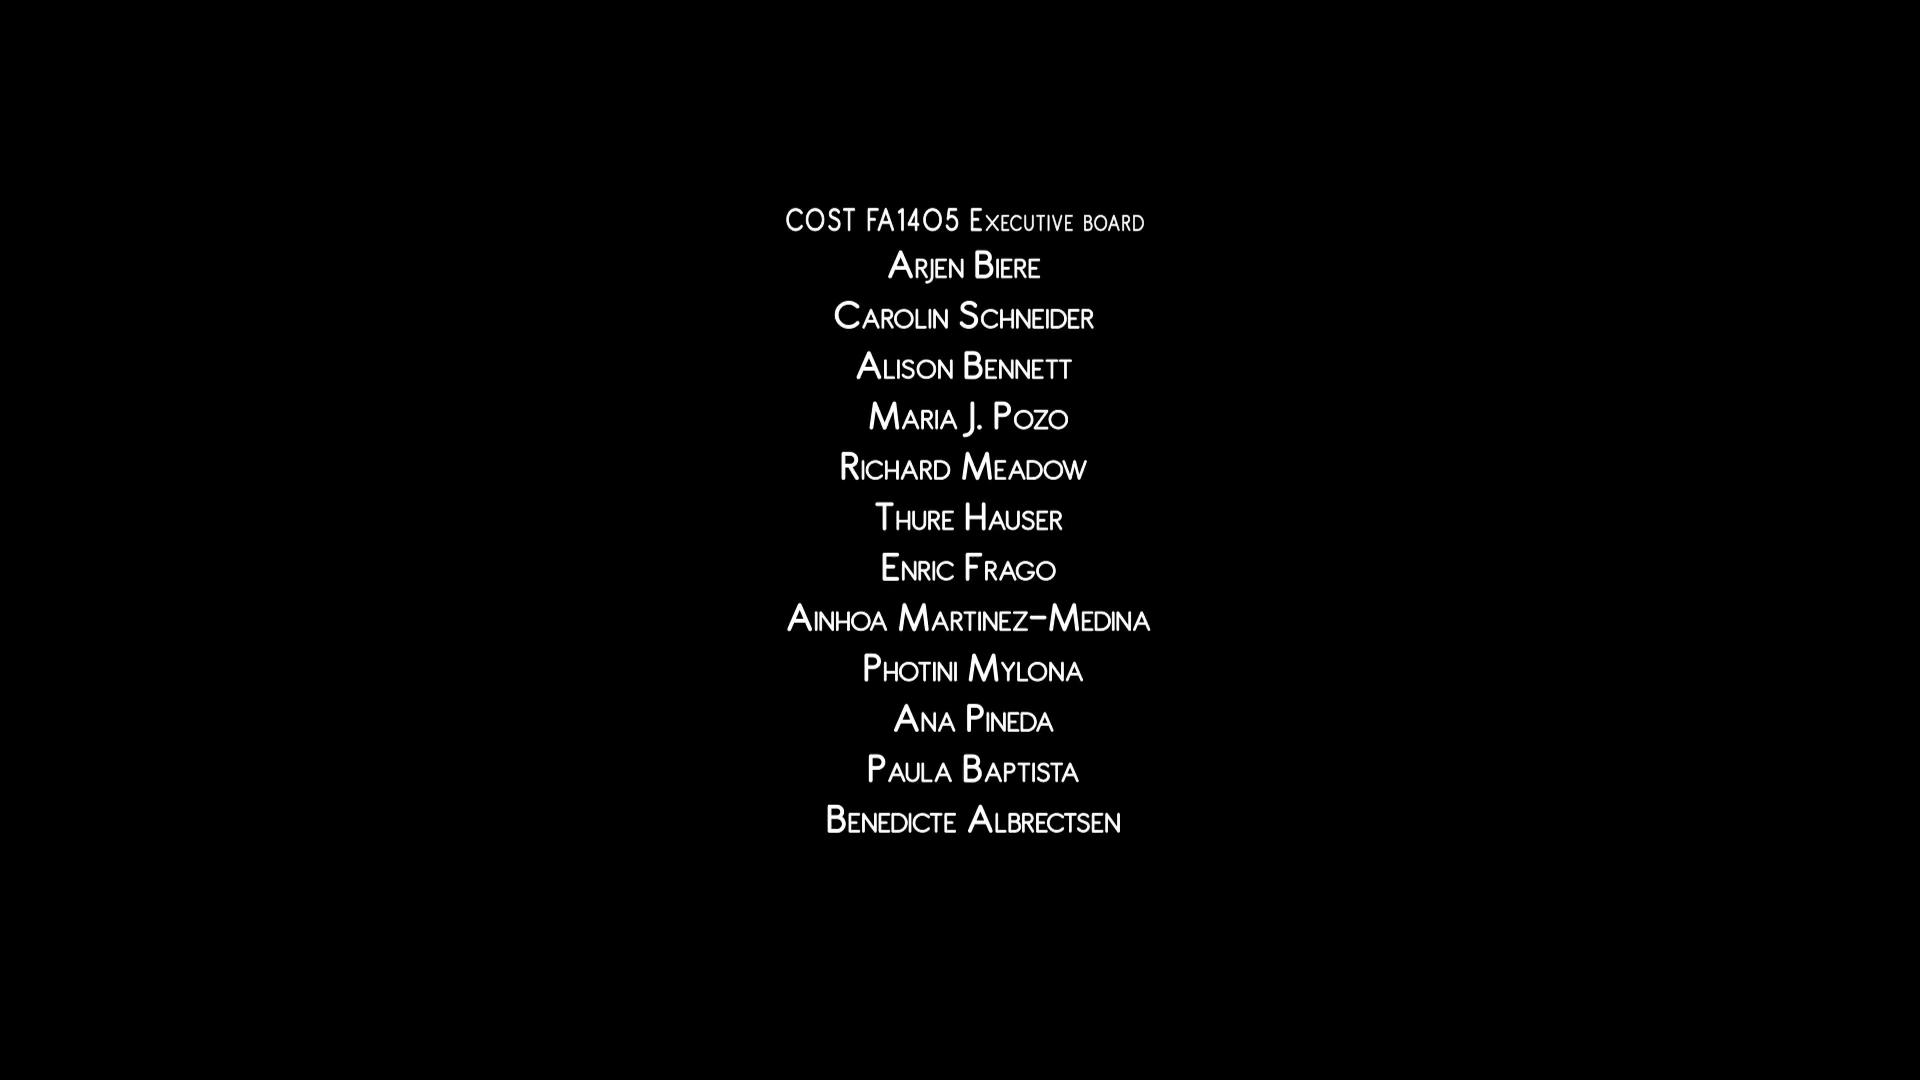 COST FA1405 Executive board
Arjen Biere
Carolin Schneider
Alison Bennett
Maria J. Pozo
Richard Meadow
Thure Hauser
Enric Frago
Ainhoa Martinez-Medina
Photini Mylona
Ana Pineda
Paula Baptista
Benedicte Albrectsen